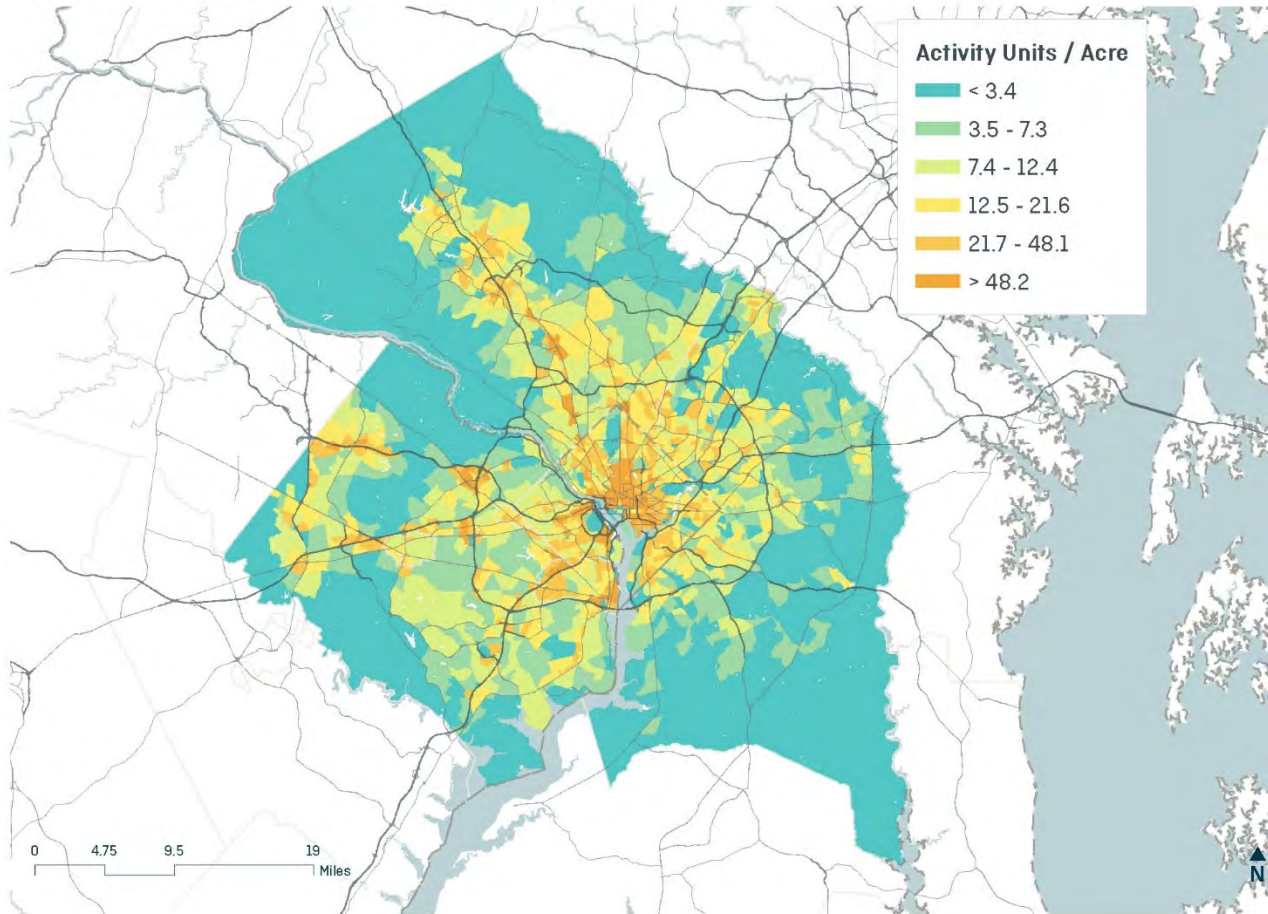 Activity Units / Acre
< 3.4
3.5 - 7.3
7.4 - 12.4
12.5 - 21.6
21.7 - 48.1
> 48.2
0 4.75 9.5 19
Miles
N